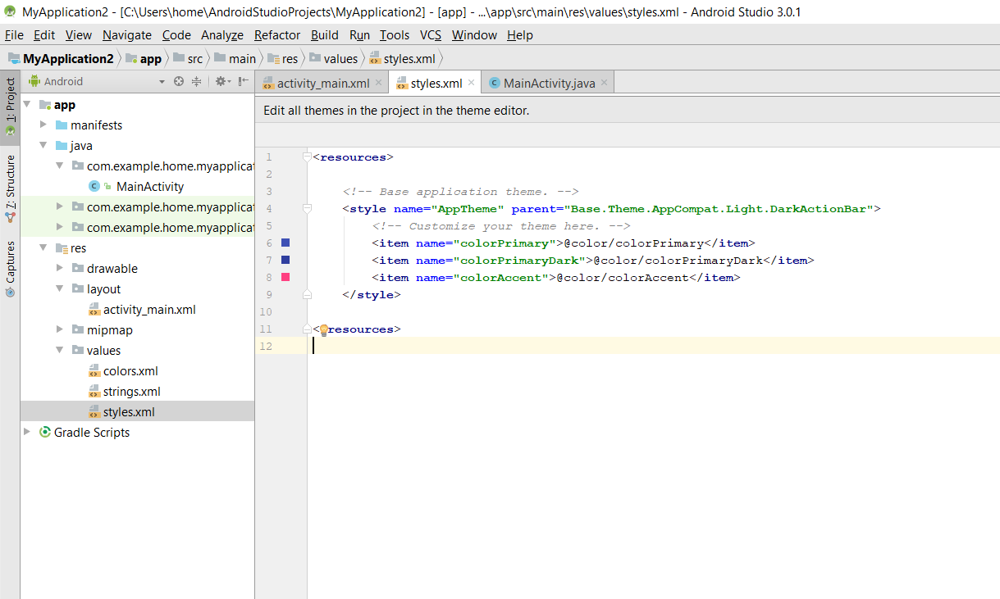 MyApplication2 - [C:\Users\home\AndroidStudioProjects\MyApplication2] - [app] - ...\app\src\main\res\values\styles.xml - Android Studio 3.0.1
File Edit View Navigate Code Analyze Refactor Build Run Tools VCS Window Help
MyApplication2 app src main res values styles.xml
1: Project
Z: Structure
Captures
Android
app
manifests
java
com.example.home.myapplicat
MainActivity
com.example.home.myapplicat
com.example.home.myapplicat
res
drawable
layout
activity_main.xml
mipmap
values
colors.xml
strings.xml
styles.xml
Gradle Scripts
activity_main.xml styles.xml MainActivity.java
Edit all themes in the project in the theme editor.
1 <resources>
2
3 <!-- Base application theme. -->
4 <style name="AppTheme" parent="Base.Theme.AppCompat.Light.DarkActionBar">
5 <!-- Customize your theme here. -->
6 <item name="colorPrimary">@color/colorPrimary</item>
7 <item name="colorPrimaryDark">@color/colorPrimaryDark</item>
8 <item name="colorAccent">@color/colorAccent</item>
9 </style>
10
11 < resources>
12